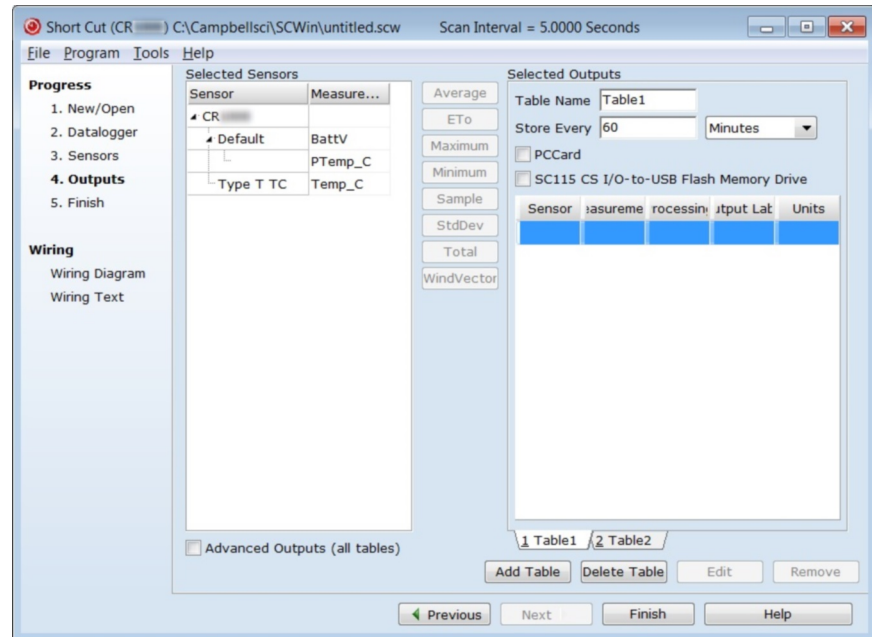 Short Cut (CR ) C:\Campbellsci\SCWin\untitled.scw Scan Interval = 5.0000 Seconds
File Program Tools Help
Progress
1. New/Open
2. Datalogger
3. Sensors
4. Outputs
5. Finish
Wiring
Wiring Diagram
Wiring Text
Selected Sensors
Sensor Measure...
CR
Default BattV
PTemp_C
Type T TC Temp_C
Advanced Outputs (all tables)
Average
ETo
Maximum
Minimum
Sample
StdDev
Total
WindVector
Selected Outputs
Table Name Table1
Store Every 60 Minutes
PCCard
SC115 CS I/O-to-USB Flash Memory Drive
Sensor easureme rocessing utput Lab Units
1 Table1 2 Table2
Add Table Delete Table Edit Remove
Previous Next Finish Help